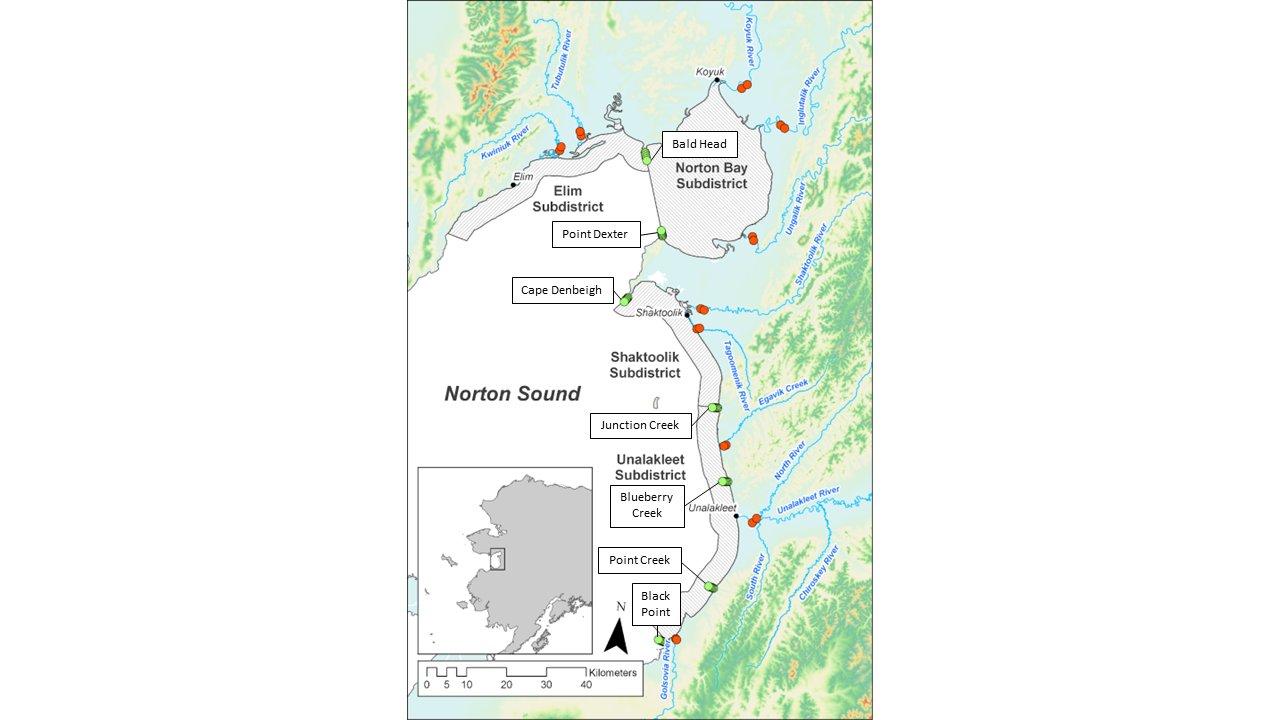 Koyuk River
Tubutulik River
Koyuk
Inglutalik River
Kwiniuk River
Bald Head
Norton Bay
Subdistrict
Elim
Elim
Subdistrict
Ungalik River
Point Dexter
Shaktoolik River
Cape Denbeigh
Shaktoolik
Shaktoolik
Subdistrict
Tagoomenik River
Norton Sound
Egavik Creek
Junction Creek
North River
Unalakleet
Subdistrict
Blueberry
Creek
Unalakleet
Unalakleet River
Point Creek
South River
Chiroskey River
Black
Point
N
Golsovia River
Kilometers
0 5 10 20 30 40